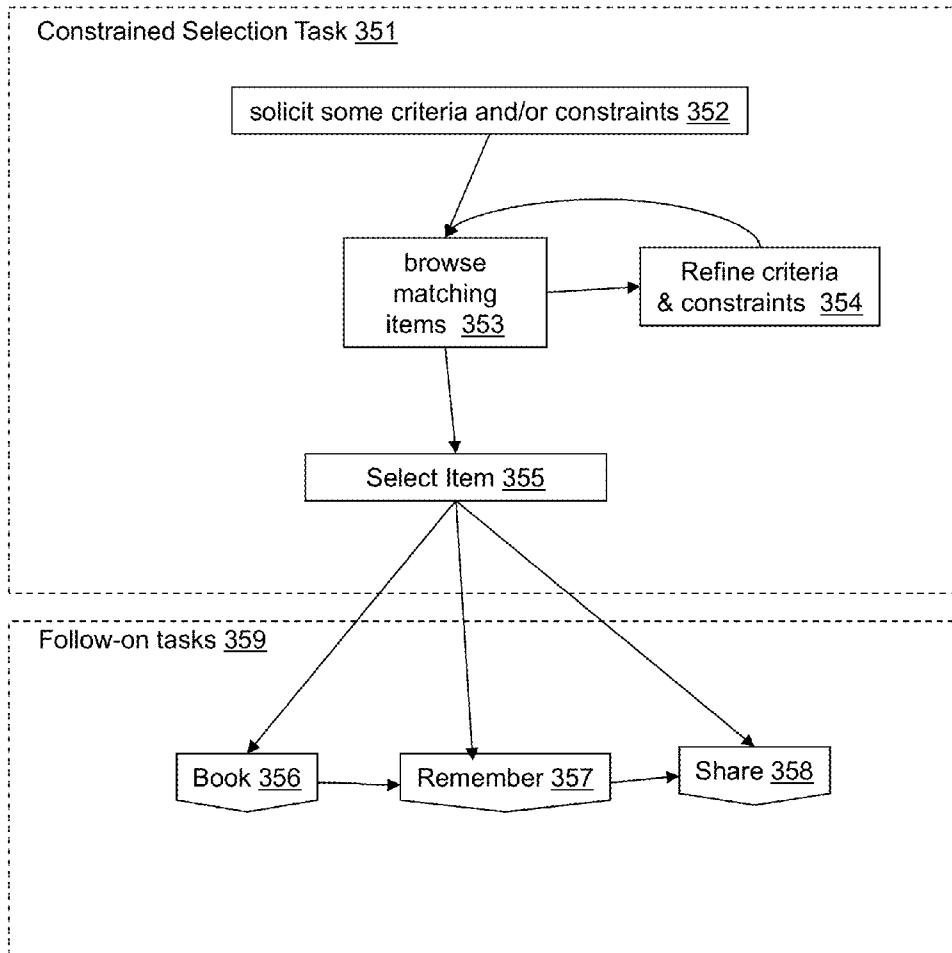 Constrained Selection Task 351
solicit some criteria and/or constraints 352
browse
matching
items 353
Refine criteria
& constraints 354
Select Item 355
Follow-on tasks 359
Book 356
Remember 357
Share 358